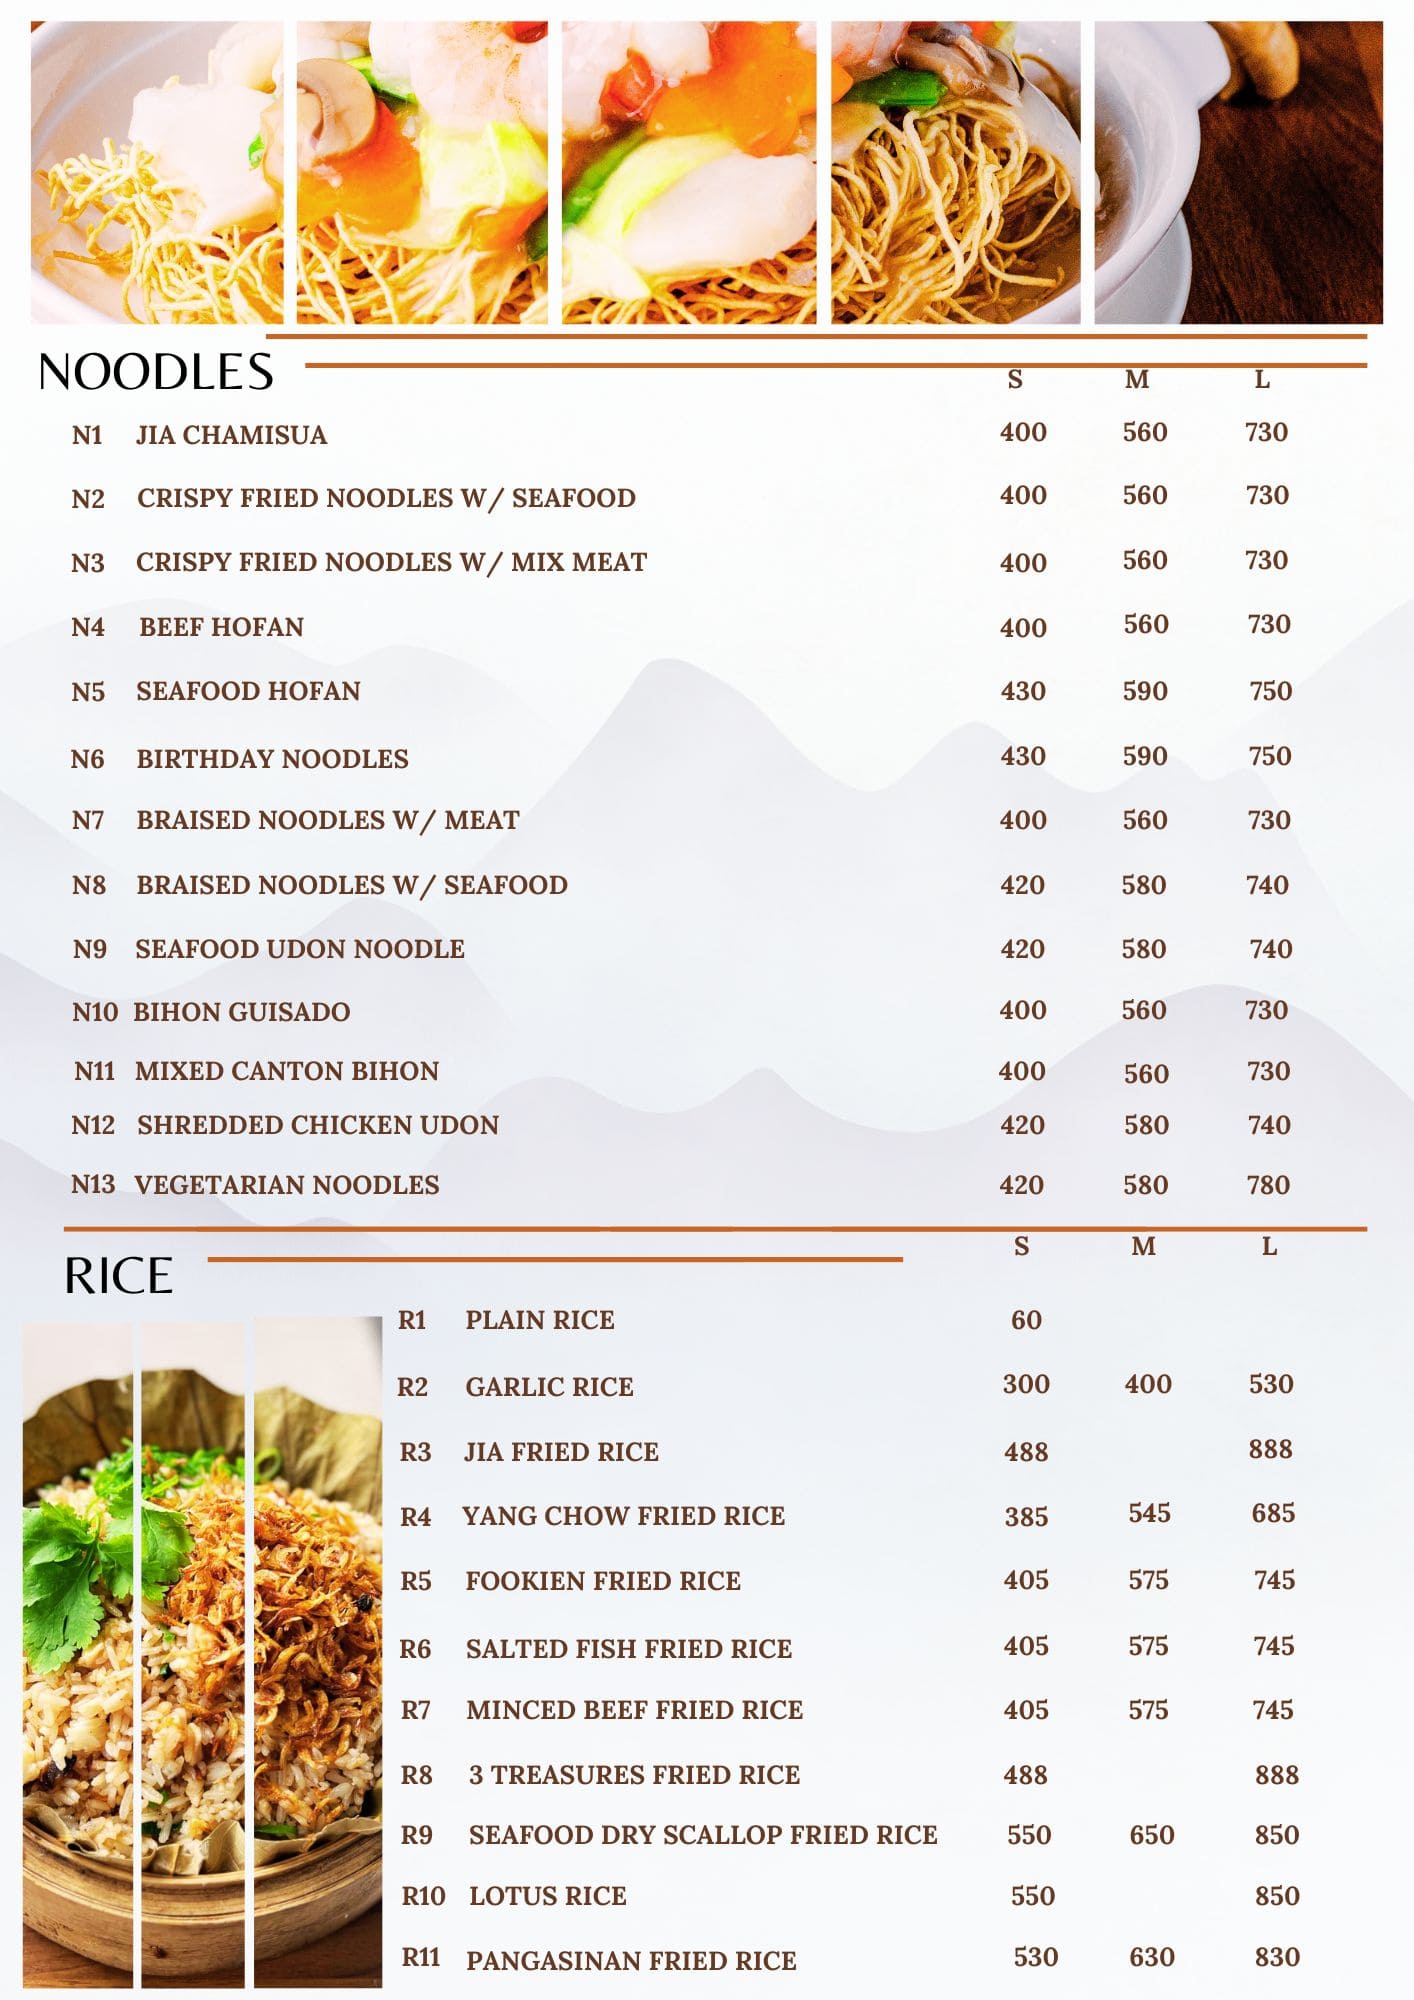 NOODLES
S M L
N1 JIA CHAMISUA 400 560 730
N2 CRISPY FRIED NOODLES W/ SEAFOOD 400 560 730
N3 CRISPY FRIED NOODLES W/ MIX MEAT 400 560 730
N4 BEEF HOFAN 400 560 730
N5 SEAFOOD HOFAN 430 590 750
N6 BIRTHDAY NOODLES 430 590 750
N7 BRAISED NOODLES W/ MEAT 400 560 730
N8 BRAISED NOODLES W/ SEAFOOD 420 580 740
N9 SEAFOOD UDON NOODLE 420 580 740
N10 BIHON GUISADO 400 560 730
N11 MIXED CANTON BIHON 400 560 730
N12 SHREDDED CHICKEN UDON 420 580 740
N13 VEGETARIAN NOODLES 420 580 780
RICE
S M L
R1 PLAIN RICE 60
R2 GARLIC RICE 300 400 530
R3 JIA FRIED RICE 488 888
R4 YANG CHOW FRIED RICE 385 545 685
R5 FOOKIEN FRIED RICE 405 575 745
R6 SALTED FISH FRIED RICE 405 575 745
R7 MINCED BEEF FRIED RICE 405 575 745
R8 3 TREASURES FRIED RICE 488 888
R9 SEAFOOD DRY SCALLOP FRIED RICE 550 650 850
R10 LOTUS RICE 550 850
R11 PANGASINAN FRIED RICE 530 630 830